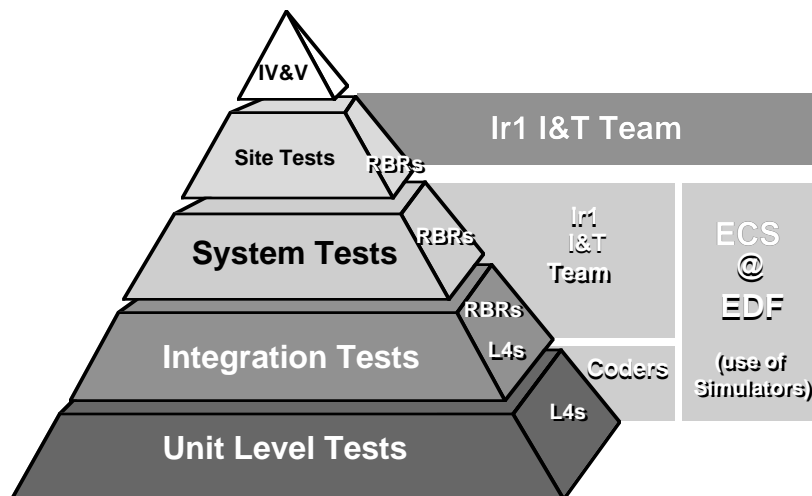 IV&V
Ir1 I&T Team
Site Tests
RBRs
System Tests
RBRs
Ir1
I&T
Team
ECS
@
EDF
(use of
Simulators)
Integration Tests
RBRs
L4s
Coders
Unit Level Tests
L4s